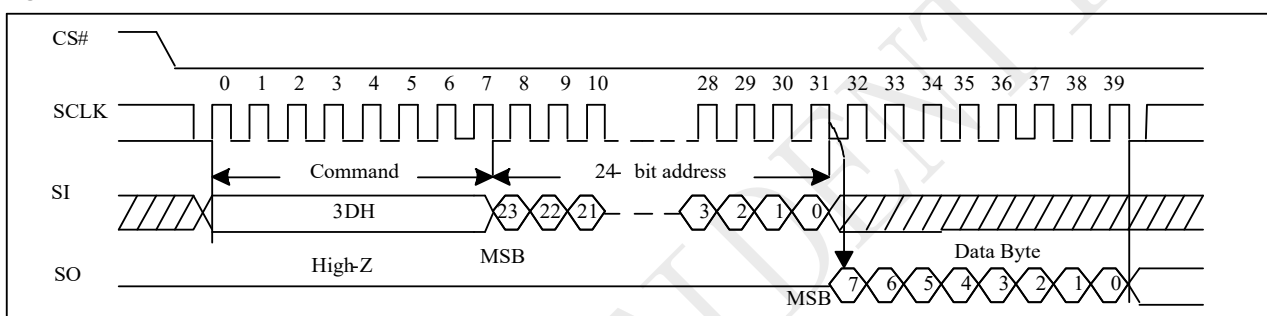 CS#
0 1 2 3 4 5 6 7 8 9 10 28 29 30 31 32 33 34 35 36 37 38 39
SCLK
Command 24- bit address
SI
3DH 23 22 21 3 2 1 0
High-Z MSB Data Byte
SO
MSB 7 6 5 4 3 2 1 0